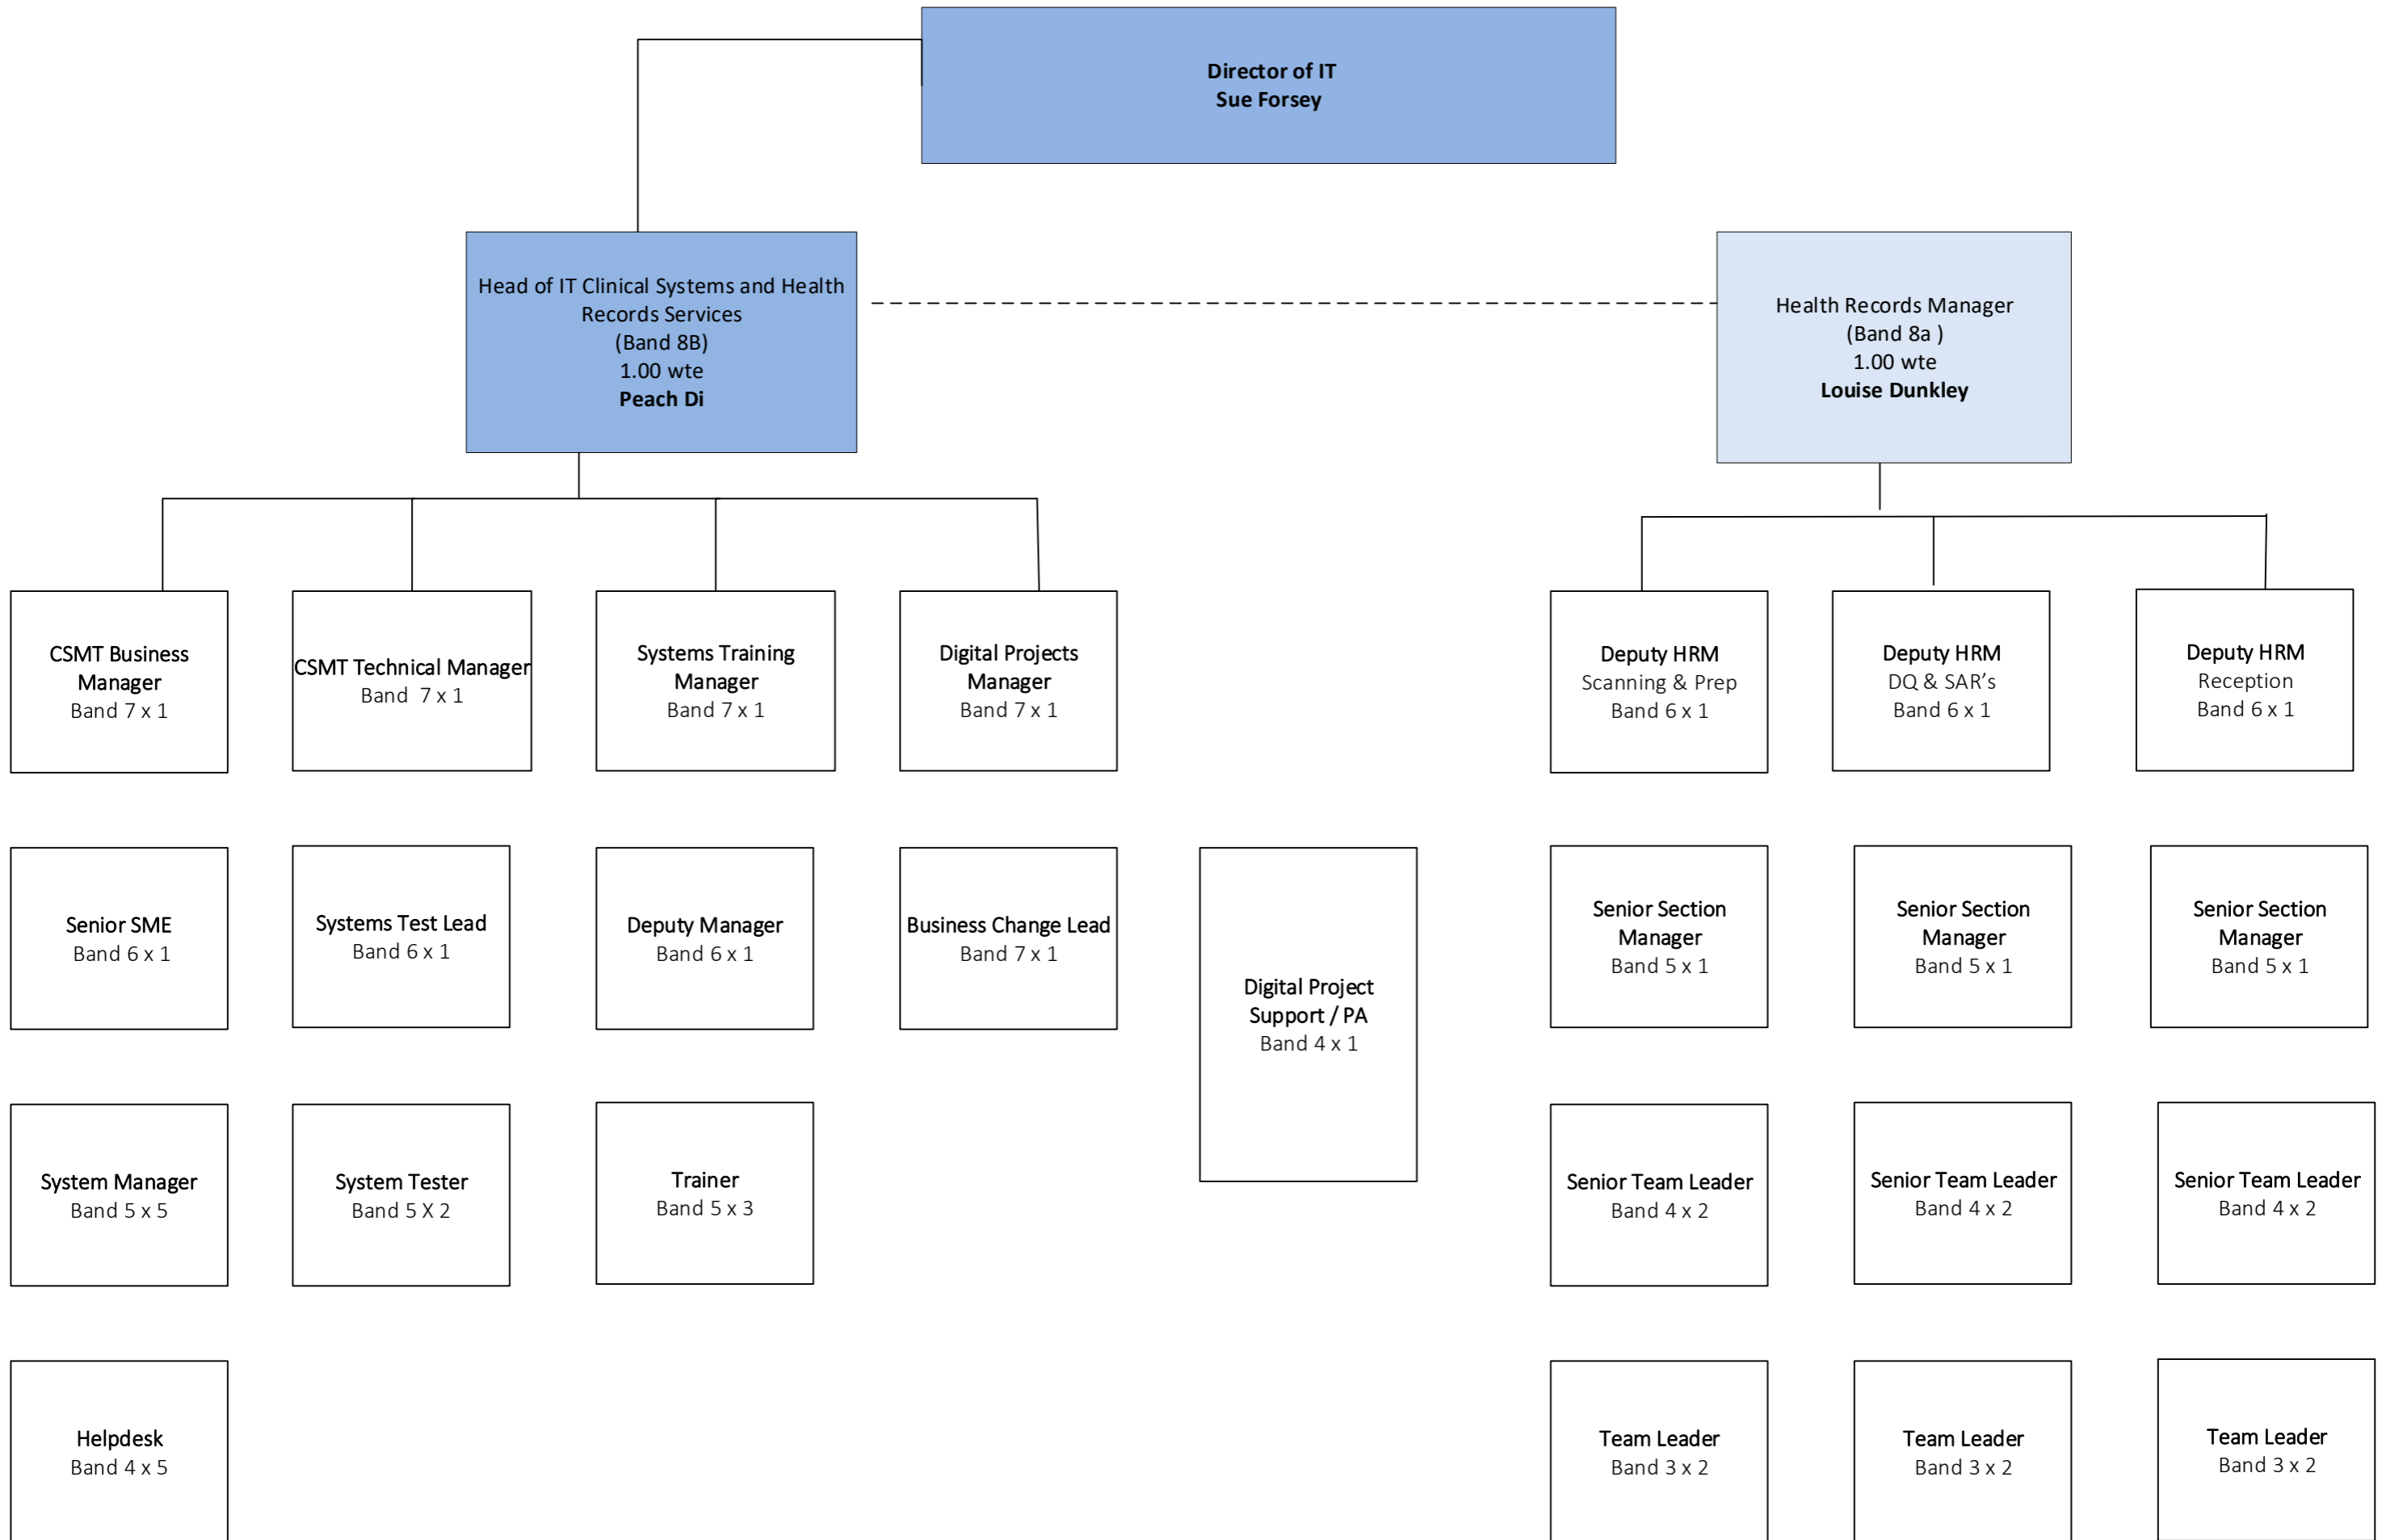 Director of IT
Sue Forsey
Head of IT Clinical Systems and Health
Records Services
(Band 8B)
1.00 wte
Peach Di
Health Records Manager
(Band 8a )
1.00 wte
Louise Dunkley
CSMT Business
Manager
Band 7 x 1
CSMT Technical Manager
Band  7 x 1
Systems Training
Manager
Band 7 x 1
Digital Projects
Manager
Band 7 x 1
Deputy HRM
Scanning & Prep
Band 6 x 1
Deputy HRM
DQ & SAR’s
Band 6 x 1
Deputy HRM
Reception
Band 6 x 1
Senior SME
Band 6 x 1
Systems Test Lead
Band 6 x 1
Deputy Manager
Band 6 x 1
Business Change Lead
Band 7 x 1
Digital Project
Support / PA
Band 4 x 1
Senior Section
Manager
Band 5 x 1
Senior Section
Manager
Band 5 x 1
Senior Section
Manager
Band 5 x 1
System Manager
Band 5 x 5
System Tester
Band 5 X 2
Trainer
Band 5 x 3
Senior Team Leader
Band 4 x 2
Senior Team Leader
Band 4 x 2
Senior Team Leader
Band 4 x 2
Helpdesk
Band 4 x 5
Team Leader
Band 3 x 2
Team Leader
Band 3 x 2
Team Leader
Band 3 x 2